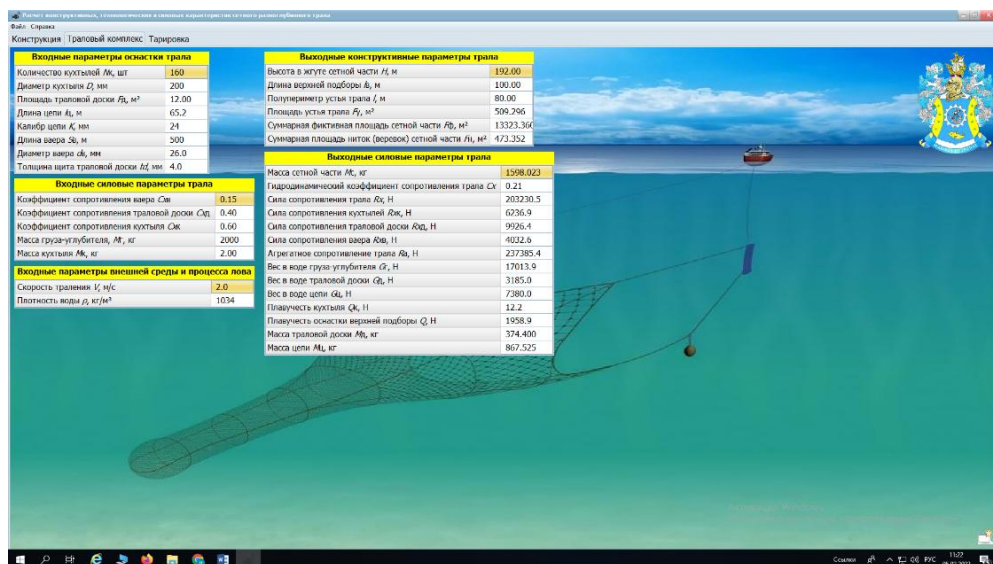 Расчет конструктивных, технологических и силовых характеристик сетного разноглубинного трала
Файл Справка
Конструкция Траловый комплекс Тарировка
Входные параметры оснастки трала
Количество кухтылей Nк, шт 160
Диаметр кухтыля D, мм 200
Площадь траловой доски Fд, м² 12.00
Длина цепи lц, м 65.2
Калибр цепи К, мм 24
Длина ваера Sв, м 500
Диаметр ваера dв, мм 26.0
Толщина щита траловой доски td, мм 4.0
Входные силовые параметры трала
Коэффициент сопротивления ваера Cхв 0.15
Коэффициент сопротивления траловой доски Cхд 0.40
Коэффициент сопротивления кухтыля Cхк 0.60
Масса груза-углубителя, Mг, кг 2000
Масса кухтыля Mк, кг 2.00
Входные параметры внешней среды и процесса лова
Скорость траления V, м/с 2.0
Плотность воды ρ, кг/м³ 1034
Выходные конструктивные параметры трала
Высота в жгуте сетной части H, м 192.00
Длина верхней подборы lв, м 100.00
Полупериметр устья трала l, м 80.00
Площадь устья трала Fу, м² 509.296
Суммарная фиктивная площадь сетной части Fф, м² 13323.360
Суммарная площадь ниток (веревок) сетной части Fн, м² 473.352
Выходные силовые параметры трала
Масса сетной части Mс, кг 1598.023
Гидродинамический коэффициент сопротивления трала Cх 0.21
Сила сопротивления трала Rх, Н 203230.5
Сила сопротивления кухтылей Rхк, Н 6236.9
Сила сопротивления траловой доски Rхд, Н 9926.4
Сила сопротивления ваера Rхв, Н 4032.6
Агрегатное сопротивление трала Rа, Н 237385.4
Вес в воде груза-углубителя Gг, Н 17013.9
Вес в воде траловой доски Gд, Н 3185.0
Вес в воде цепи Gц, Н 7380.0
Плавучесть кухтыля Qк, Н 12.2
Плавучесть оснастки верхней подборы Q, Н 1958.9
Масса траловой доски Mд, кг 374.400
Масса цепи Mц, кг 867.525
Ссылки РУС 11:22